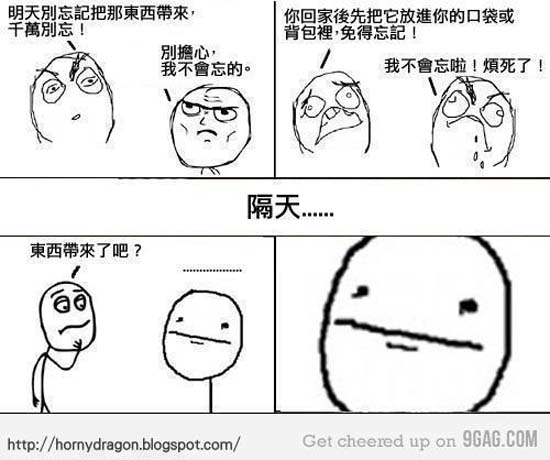 明天別忘記把那東西帶來，
千萬別忘！
別擔心，
我不會忘的。
你回家後先把它放進你的口袋或
背包裡，免得忘記！
我不會忘啦！煩死了！
隔天......
東西帶來了吧？
..................
http://hornydragon.blogspot.com/
Get cheered up on 9GAG.COM